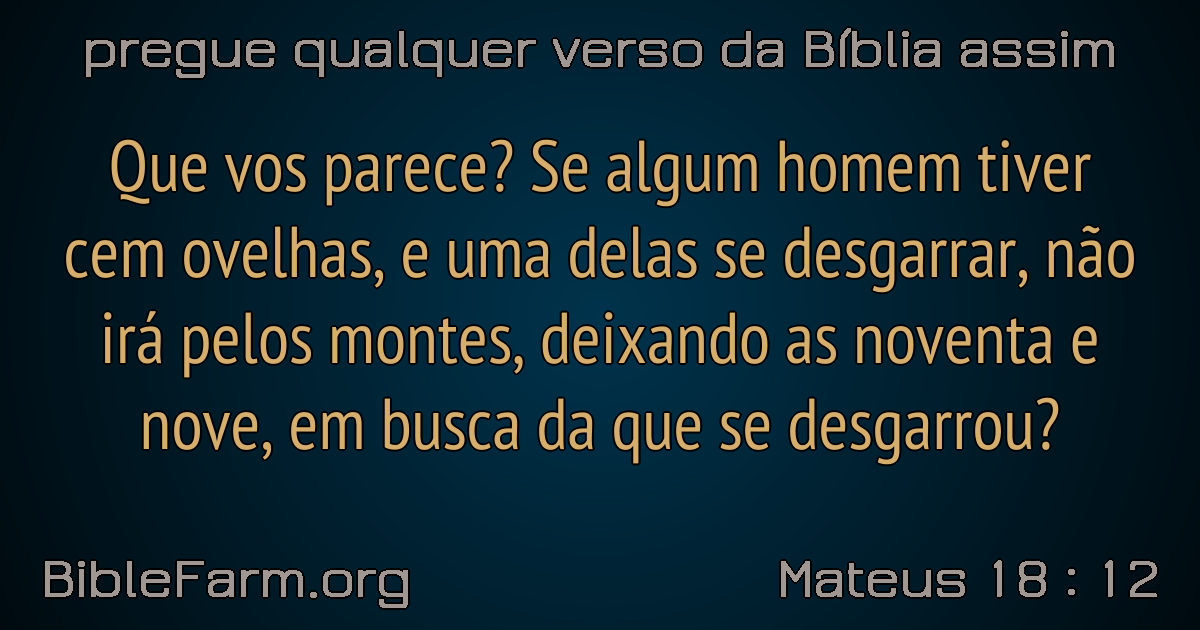 pregue qualquer verso da Bíblia assim
Que vos parece? Se algum homem tiver
cem ovelhas, e uma delas se desgarrar, não
irá pelos montes, deixando as noventa e
nove, em busca da que se desgarrou?
BibleFarm.org
Mateus 18 : 12